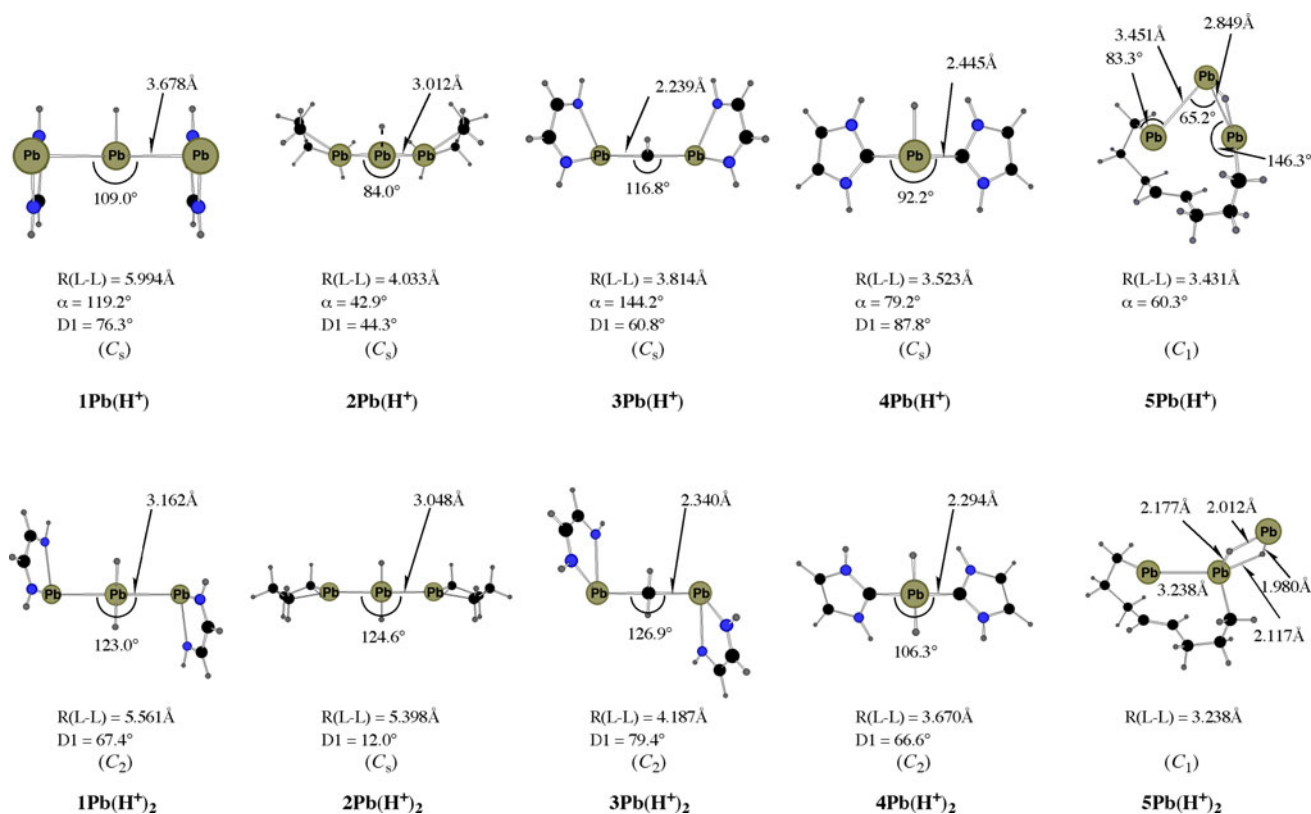 3.678Å
Pb
Pb
Pb
109.0°
R(L-L) = 5.994Å
α = 119.2°
D1 = 76.3°
(Cs)
1Pb(H⁺)
3.012Å
Pb
Pb
Pb
84.0°
R(L-L) = 4.033Å
α = 42.9°
D1 = 44.3°
(Cs)
2Pb(H⁺)
2.239Å
Pb
Pb
116.8°
R(L-L) = 3.814Å
α = 144.2°
D1 = 60.8°
(Cs)
3Pb(H⁺)
2.445Å
Pb
92.2°
R(L-L) = 3.523Å
α = 79.2°
D1 = 87.8°
(Cs)
4Pb(H⁺)
3.451Å
2.849Å
83.3°
Pb
65.2°
Pb
Pb
146.3°
R(L-L) = 3.431Å
α = 60.3°
(C1)
5Pb(H⁺)
3.162Å
Pb
Pb
Pb
123.0°
R(L-L) = 5.561Å
D1 = 67.4°
(C2)
1Pb(H⁺)2
3.048Å
Pb
Pb
Pb
124.6°
R(L-L) = 5.398Å
D1 = 12.0°
(Cs)
2Pb(H⁺)2
2.340Å
Pb
Pb
126.9°
R(L-L) = 4.187Å
D1 = 79.4°
(C2)
3Pb(H⁺)2
2.294Å
Pb
106.3°
R(L-L) = 3.670Å
D1 = 66.6°
(C2)
4Pb(H⁺)2
2.177Å
2.012Å
Pb
Pb
Pb
3.238Å
1.980Å
2.117Å
R(L-L) = 3.238Å
(C1)
5Pb(H⁺)2